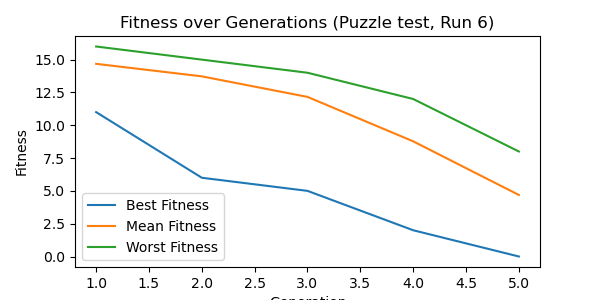 Fitness over Generations (Puzzle test, Run 6)
15.0
12.5
10.0
7.5
5.0
2.5
0.0
Fitness
Best Fitness
Mean Fitness
Worst Fitness
1.0 1.5 2.0 2.5 3.0 3.5 4.0 4.5 5.0
Generation